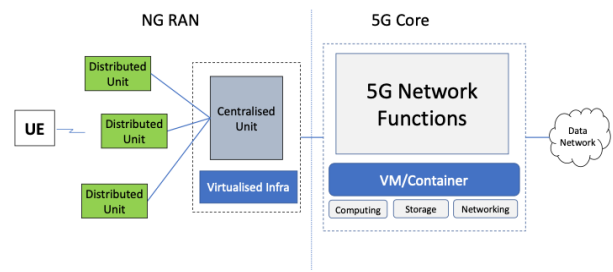 NG RAN
5G Core
Distributed
Unit
Distributed
Unit
Distributed
Unit
UE
Centralised
Unit
Virtualised Infra
5G Network
Functions
VM/Container
Computing
Storage
Networking
Data
Network